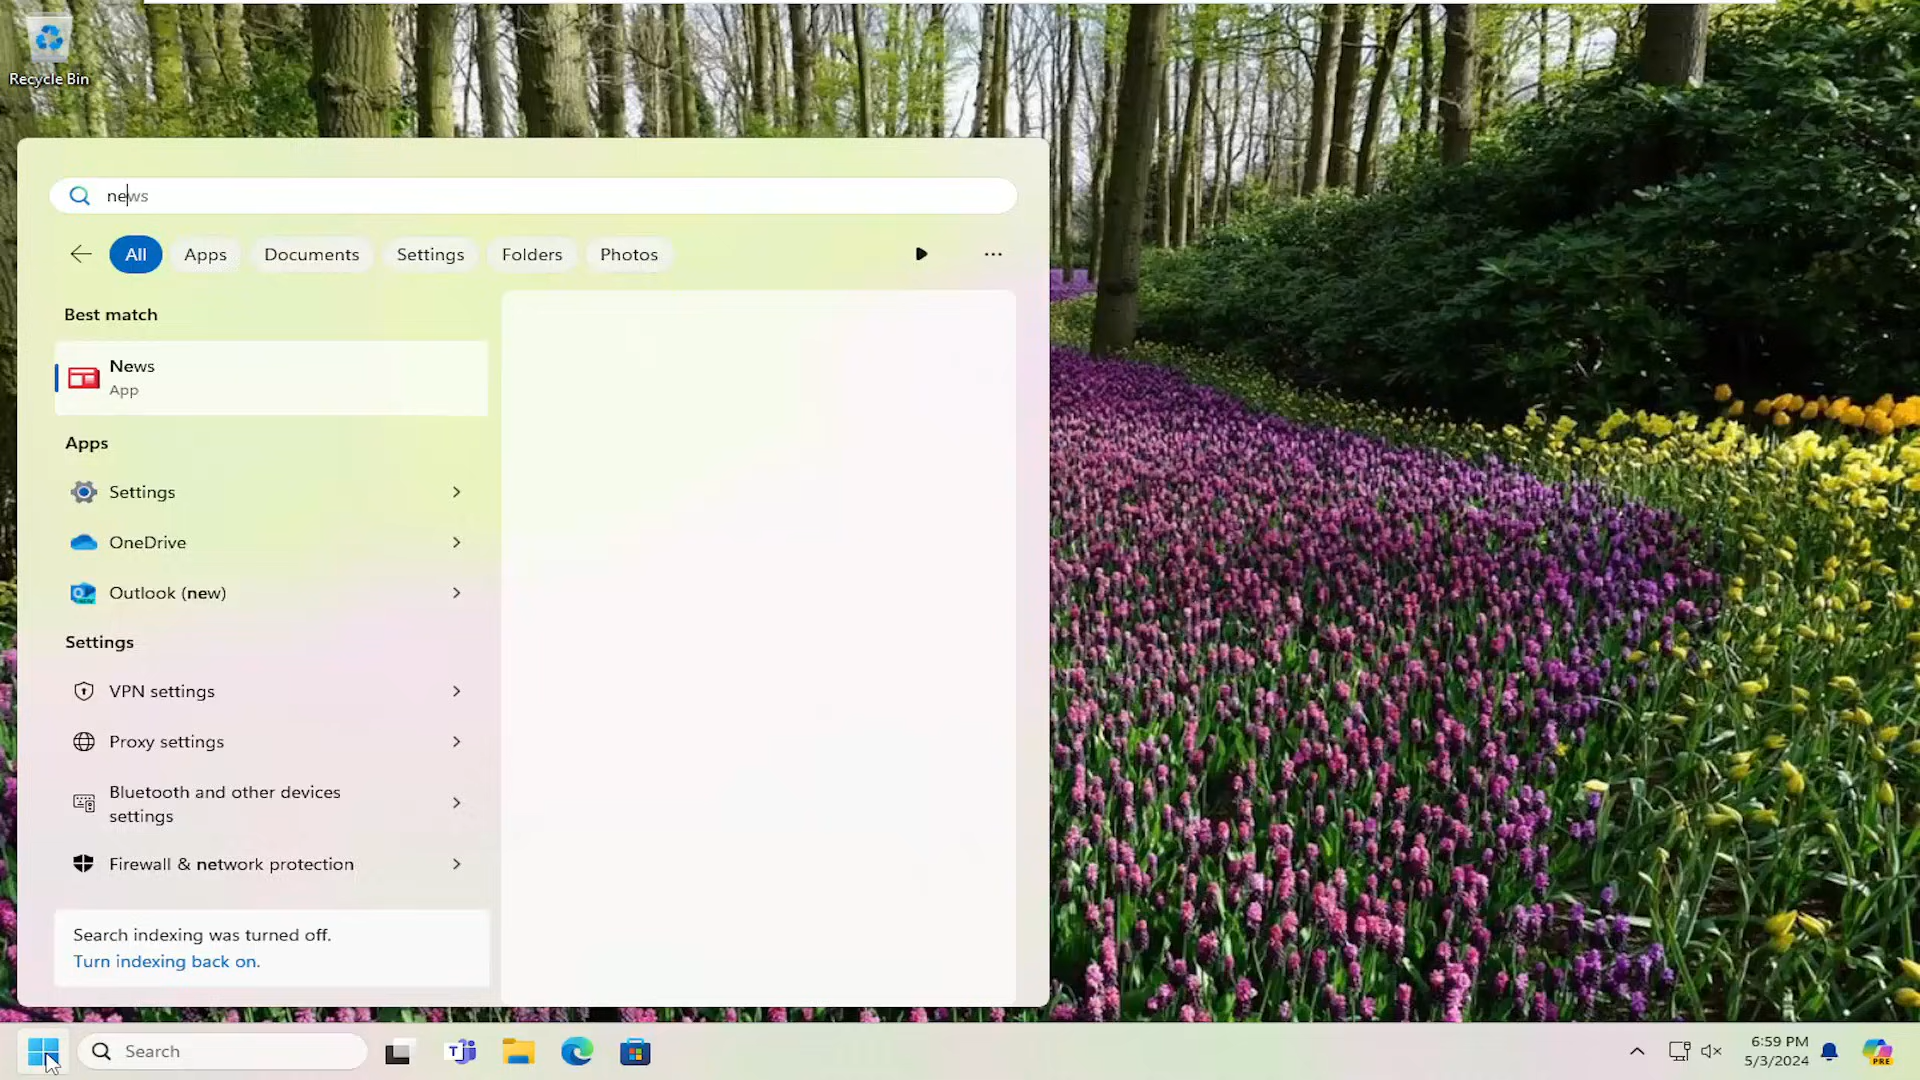 Recycle Bin
news
All
Apps
Documents
Settings
Folders
Photos
Best match
News
App
Apps
Settings
OneDrive
Outlook (new)
Settings
VPN settings
Proxy settings
Bluetooth and other devices
settings
Firewall & network protection
Search indexing was turned off.
Turn indexing back on.
Search
6:59 PM
5/3/2024
PRE